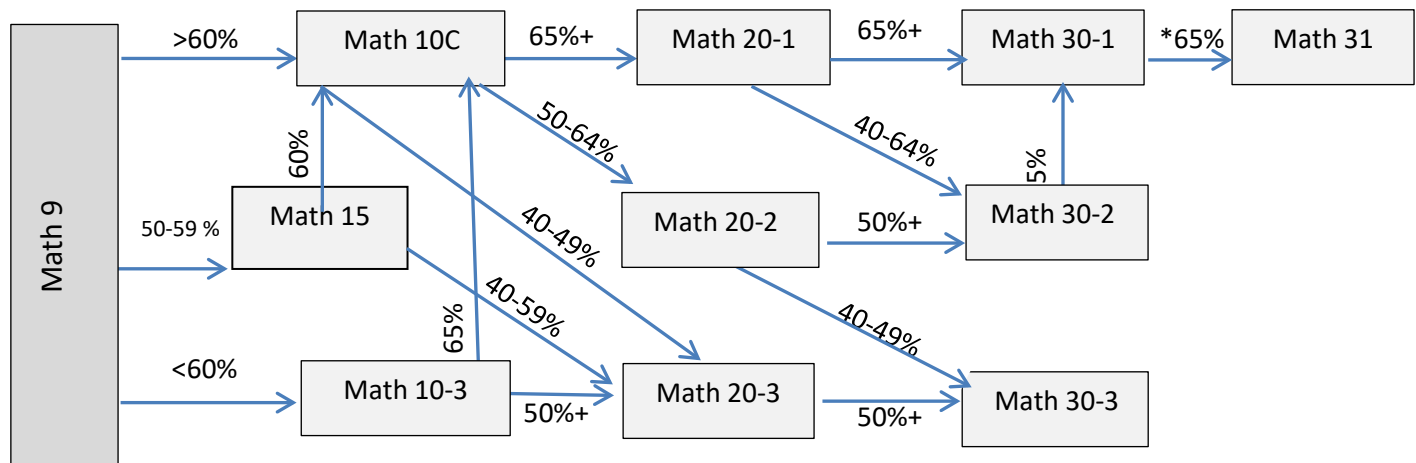 >60%
Math 10C
65%+
Math 20-1
65%+
Math 30-1
*65%
Math 31
50-64%
40-64%
60%
5%
Math 9
50-59 %
Math 15
40-49%
Math 20-2
50%+
Math 30-2
40-59%
65%
40-49%
<60%
Math 10-3
50%+
Math 20-3
50%+
Math 30-3